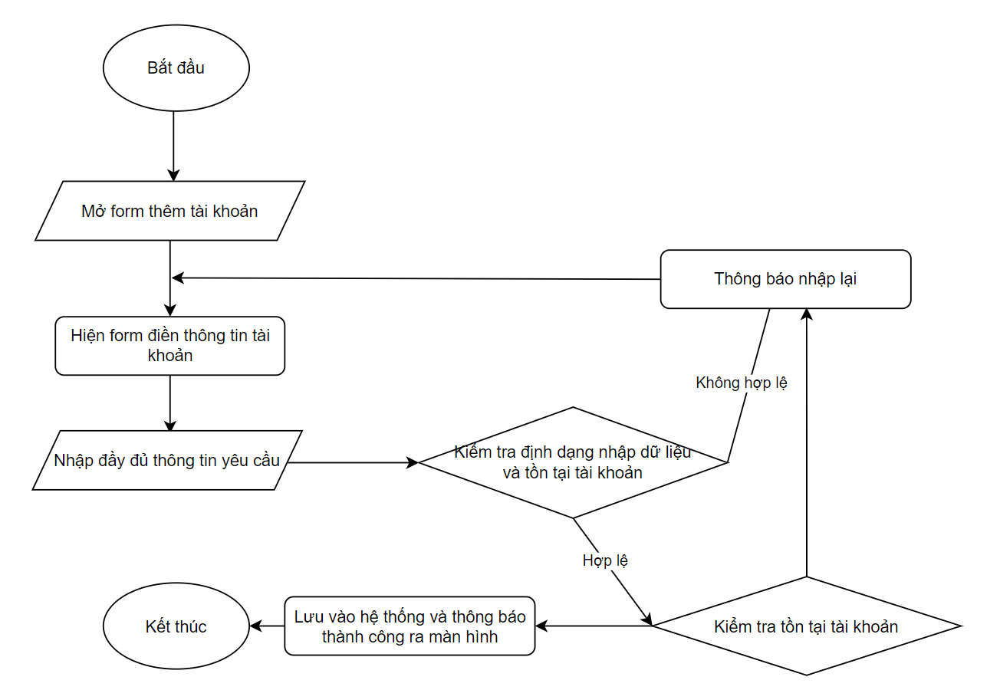 Bắt đầu
Mở form thêm tài khoản
Thông báo nhập lại
Hiện form điền thông tin tài
khoản
Không hợp lệ
Nhập đầy đủ thông tin yêu cầu
Kiểm tra định dạng nhập dữ liệu
và tồn tại tài khoản
Hợp lệ
Kết thúc
Lưu vào hệ thống và thông báo
thành công ra màn hình
Kiểm tra tồn tại tài khoản